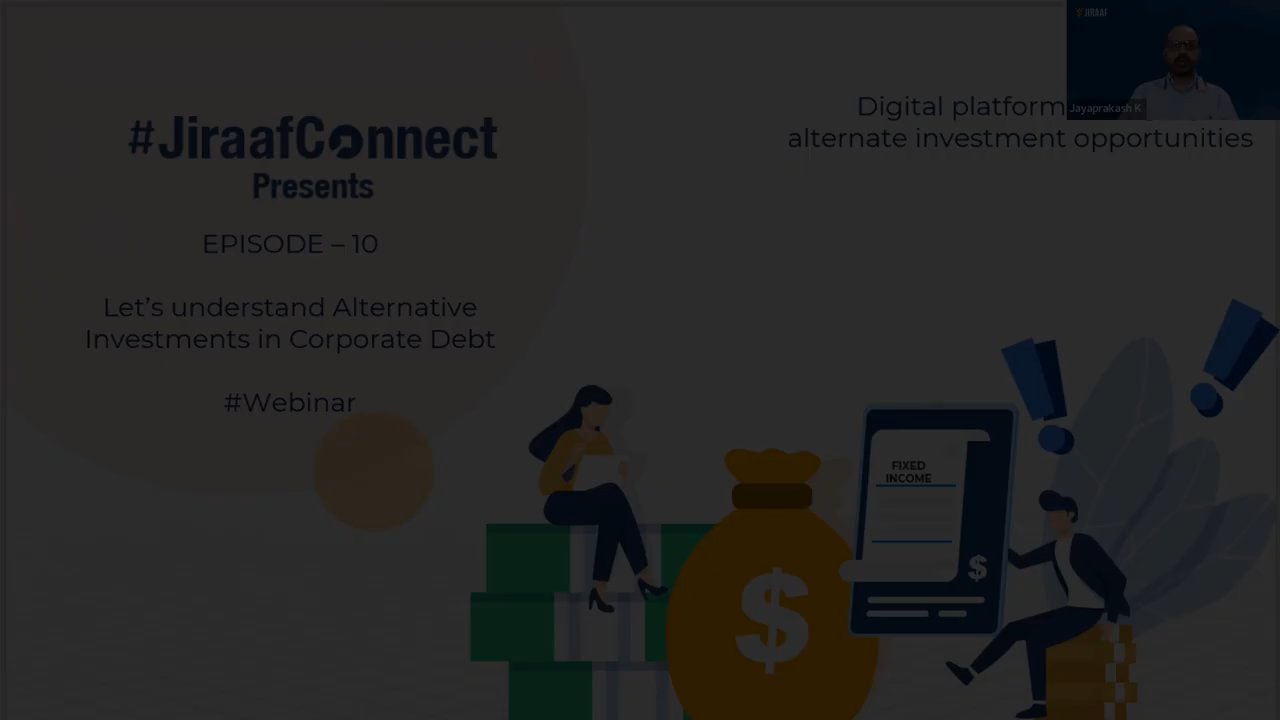 #JiraafConnect
Presents
EPISODE – 10
Let's understand Alternative
Investments in Corporate Debt
#Webinar
Digital platform
alternate investment opportunities
JIRAAF
Jayaprakash K
FIXED
INCOME
$
$